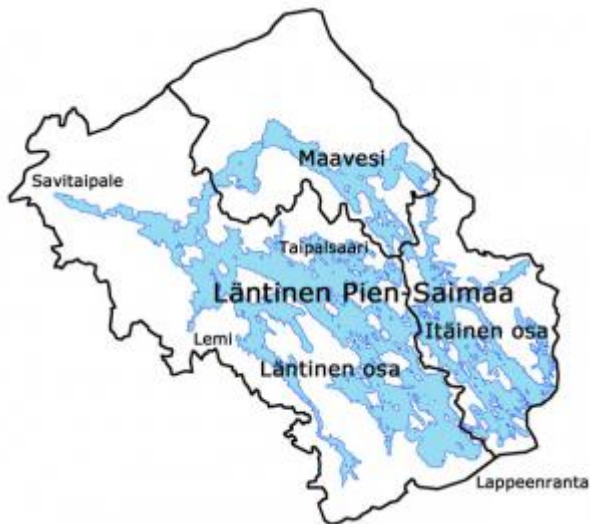 Maavesi
Savitaipale
Taipalsaari
Läntinen Pien-Saimaa
Itäinen osa
Lemi
Läntinen osa
Lappeenranta